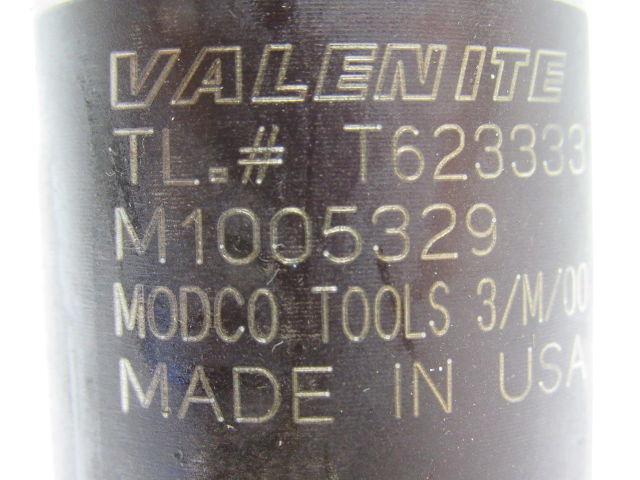 VALENITE
TL.# T623333
M1005329
MODCO TOOLS 3/M/00
MADE IN USA